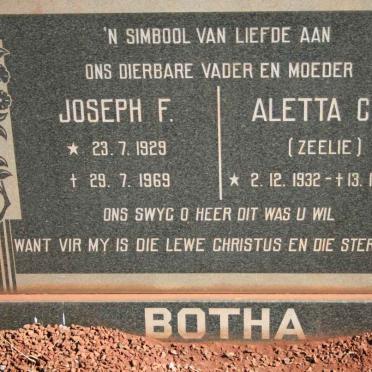 'N SIMBOOL VAN LIEFDE AAN
ONS DIERBARE VADER EN MOEDER
JOSEPH F. ALETTA C
★ 23.7.1929 (ZEELIE)
† 29.7.1969 ★ 2.12.1932 - † 13.
ONS SWYG O HEER DIT WAS U WIL
WANT VIR MY IS DIE LEWE CHRISTUS EN DIE STER
BOTHA